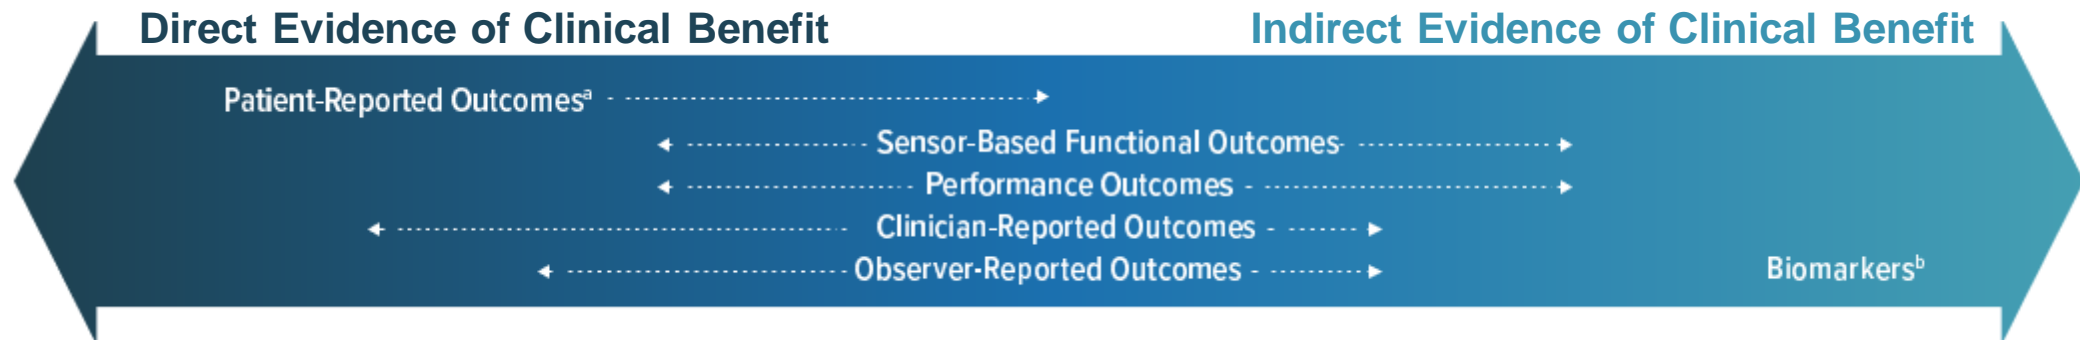 Direct Evidence of Clinical Benefit
Indirect Evidence of Clinical Benefit
Patient-Reported Outcomesᵃ
Sensor-Based Functional Outcomes
Performance Outcomes
Clinician-Reported Outcomes
Observer-Reported Outcomes
Biomarkersᵇ